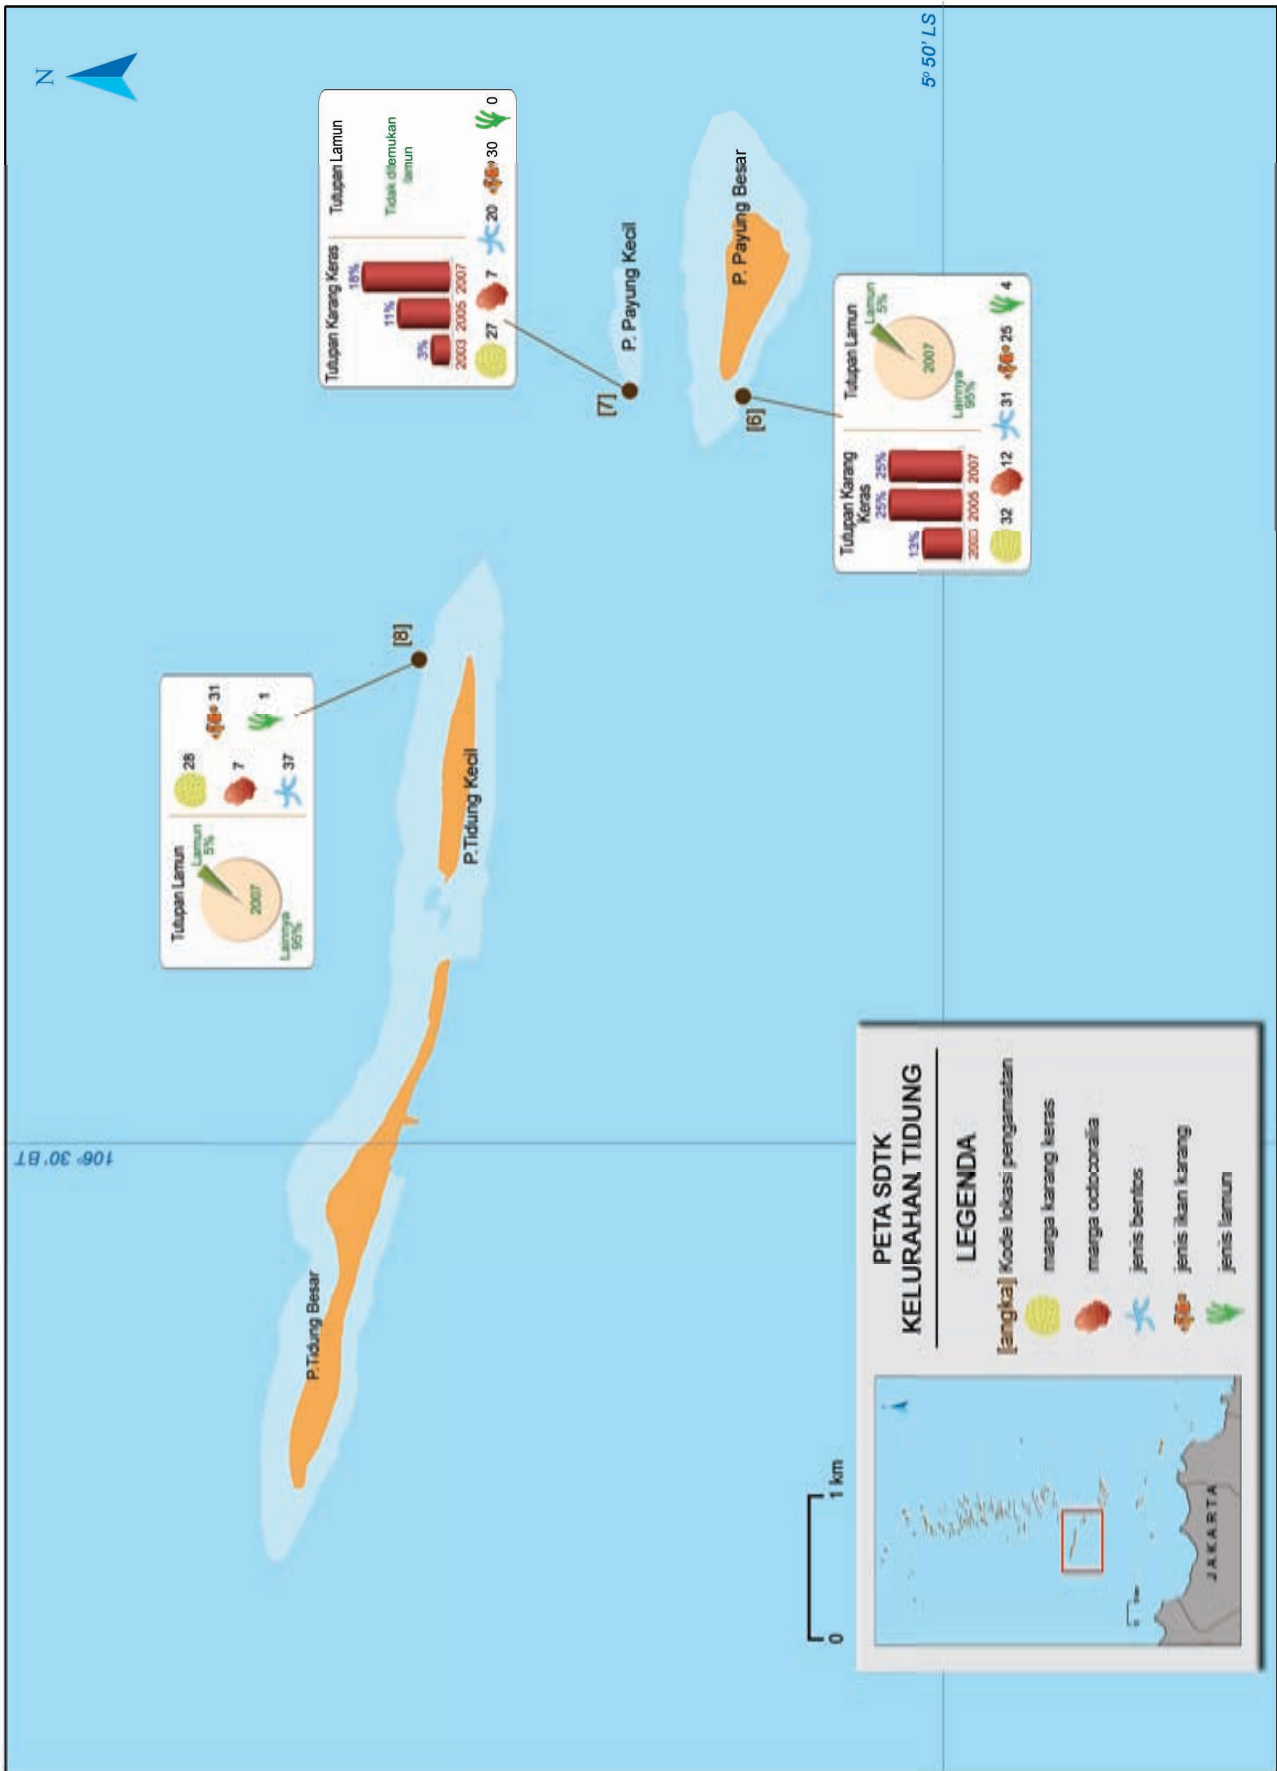 N
106° 30' BT
5° 50' LS
Tutupan Lamun
Lamun
5%
2007
Lainnya
95%
28
31
7
1
37
[8]
P.Tidung Besar
P.Tidung Kecil
Tutupan Karang Keras
Tutupan Lamun
3%
11%
18%
2003 2005 2007
Tidak ditemukan
lamun
27
7
20
30
0
[7]
P. Payung Kecil
P. Payung Besar
[6]
Tutupan Karang
Keras
Tutupan Lamun
13%
25%
25%
2003 2005 2007
Lamun
5%
2007
Lainnya
95%
32
12
31
25
4
0
1 km
PETA SDTK
KELURAHAN TIDUNG
LEGENDA
[angka] Kode lokasi pengamatan
marga karang keras
marga octocoralia
jenis bentos
jenis ikan karang
jenis lamun
JAKARTA